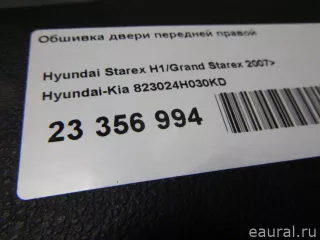 Обшивка двери передней правой
Hyundai Starex H1/Grand Starex 2007>
Hyundai-Kia 823024H030KD
23 356 994
eaural.ru